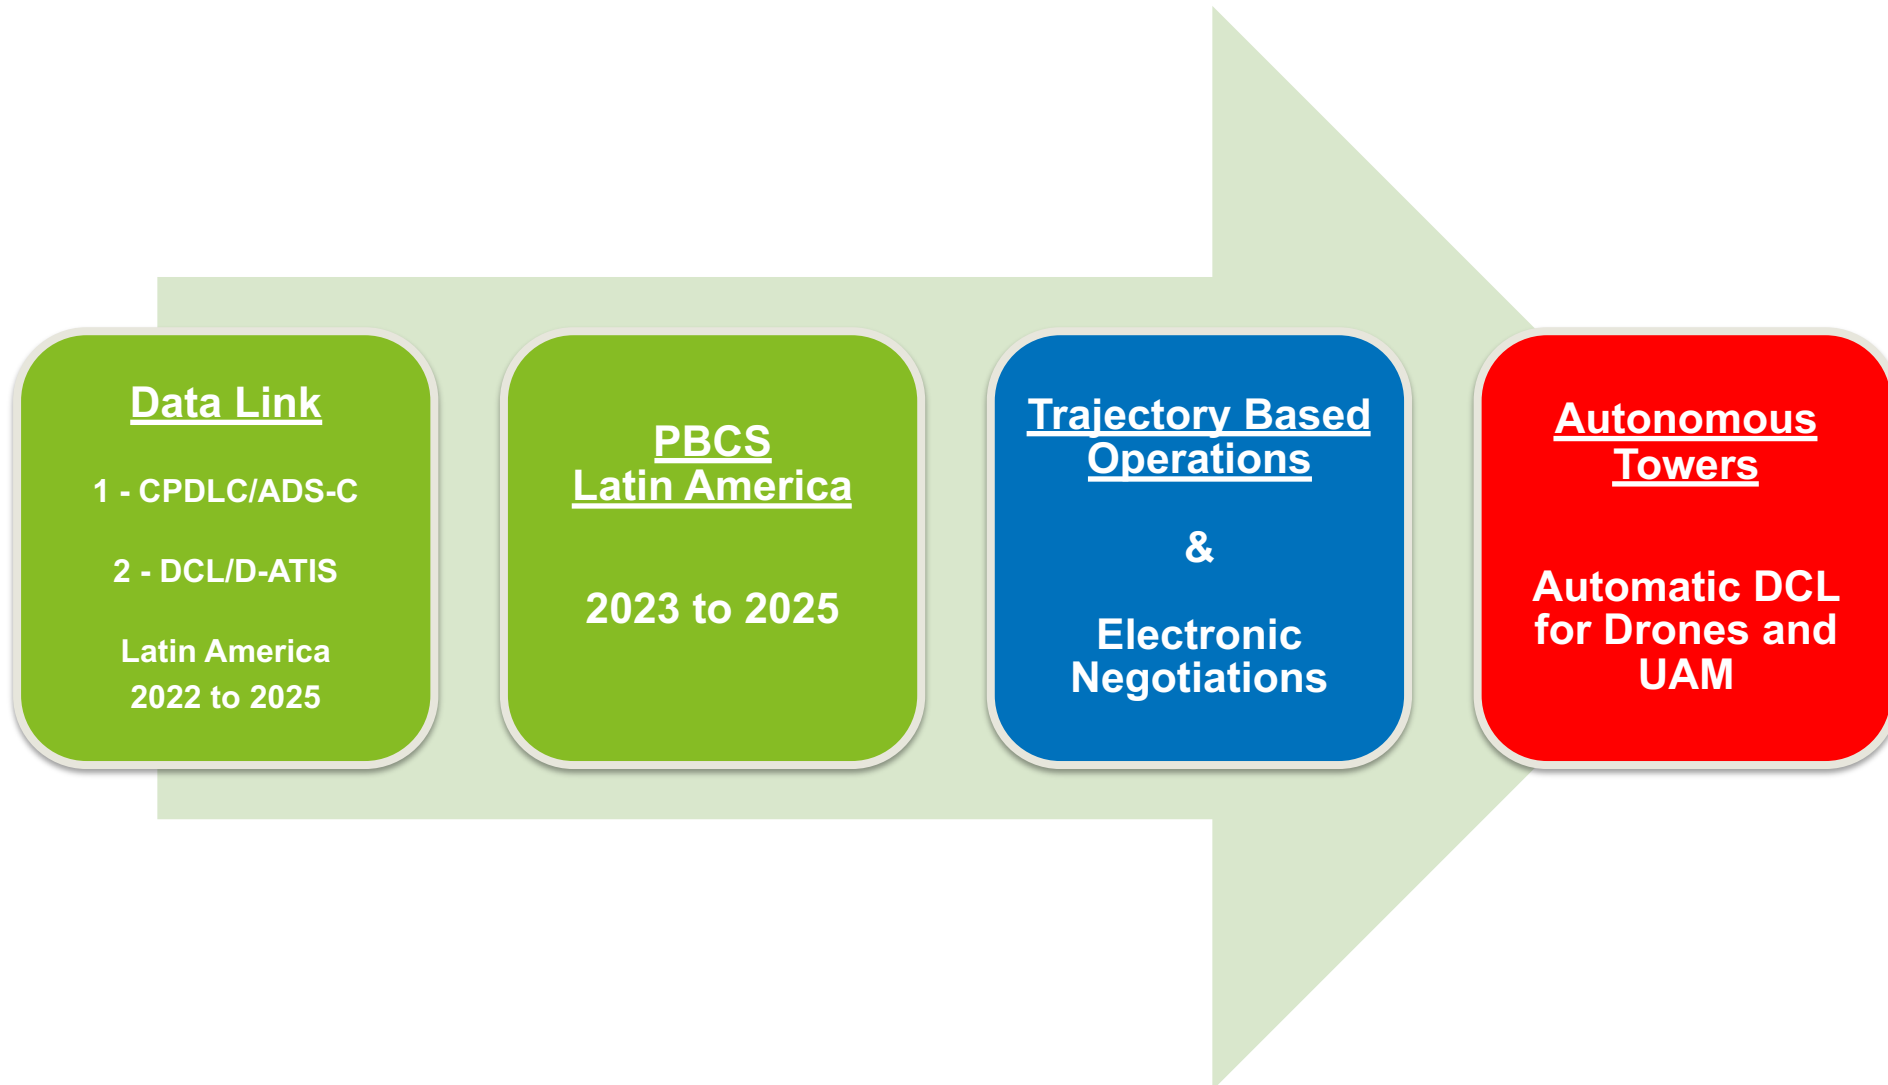 Data Link
1 - CPDLC/ADS-C
2 - DCL/D-ATIS
Latin America
2022 to 2025
PBCS
Latin America
2023 to 2025
Trajectory Based
Operations
&
Electronic
Negotiations
Autonomous
Towers
Automatic DCL
for Drones and
UAM